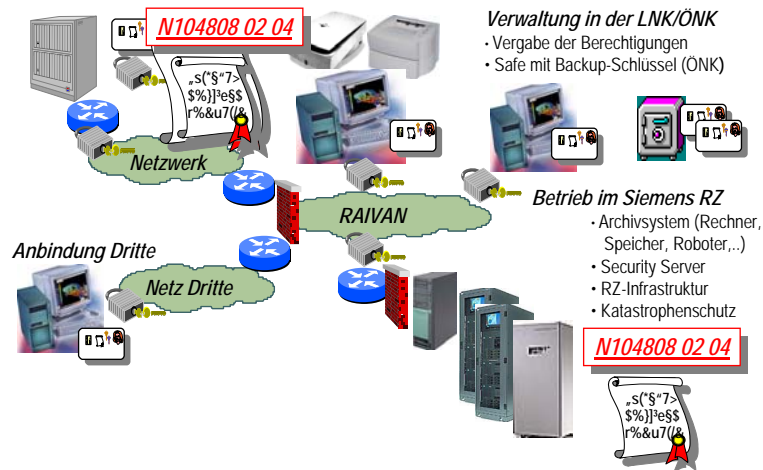 N104808 02 04
„s(*§“7>
$%}]³e§$
r%&u7(/&
Netzwerk
Verwaltung in der LNK/ÖNK
· Vergabe der Berechtigungen
• Safe mit Backup-Schlüssel (ÖNK)
RAIVAN
Betrieb im Siemens RZ
· Archivsystem (Rechner,
Speicher, Roboter,..)
• Security Server
• RZ-Infrastruktur
• Katastrophenschutz
Anbindung Dritte
Netz Dritte
N104808 02 04
„s(*§“7>
$%}]³e§$
r%&u7(/&